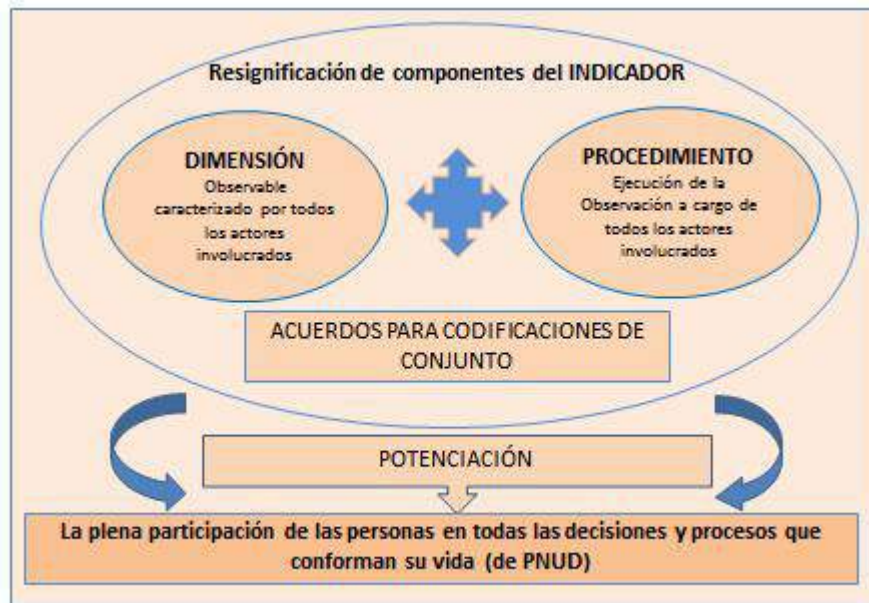 Resignificación de componentes del INDICADOR
DIMENSIÓN
Observable
caracterizado por todos
los actores
involucrados
PROCEDIMIENTO
Ejecución de la
Observación a cargo de
todos los actores
involucrados
ACUERDOS PARA CODIFICACIONES DE
CONJUNTO
POTENCIACIÓN
La plena participación de las personas en todas las decisiones y procesos que
conforman su vida (de PNUD)